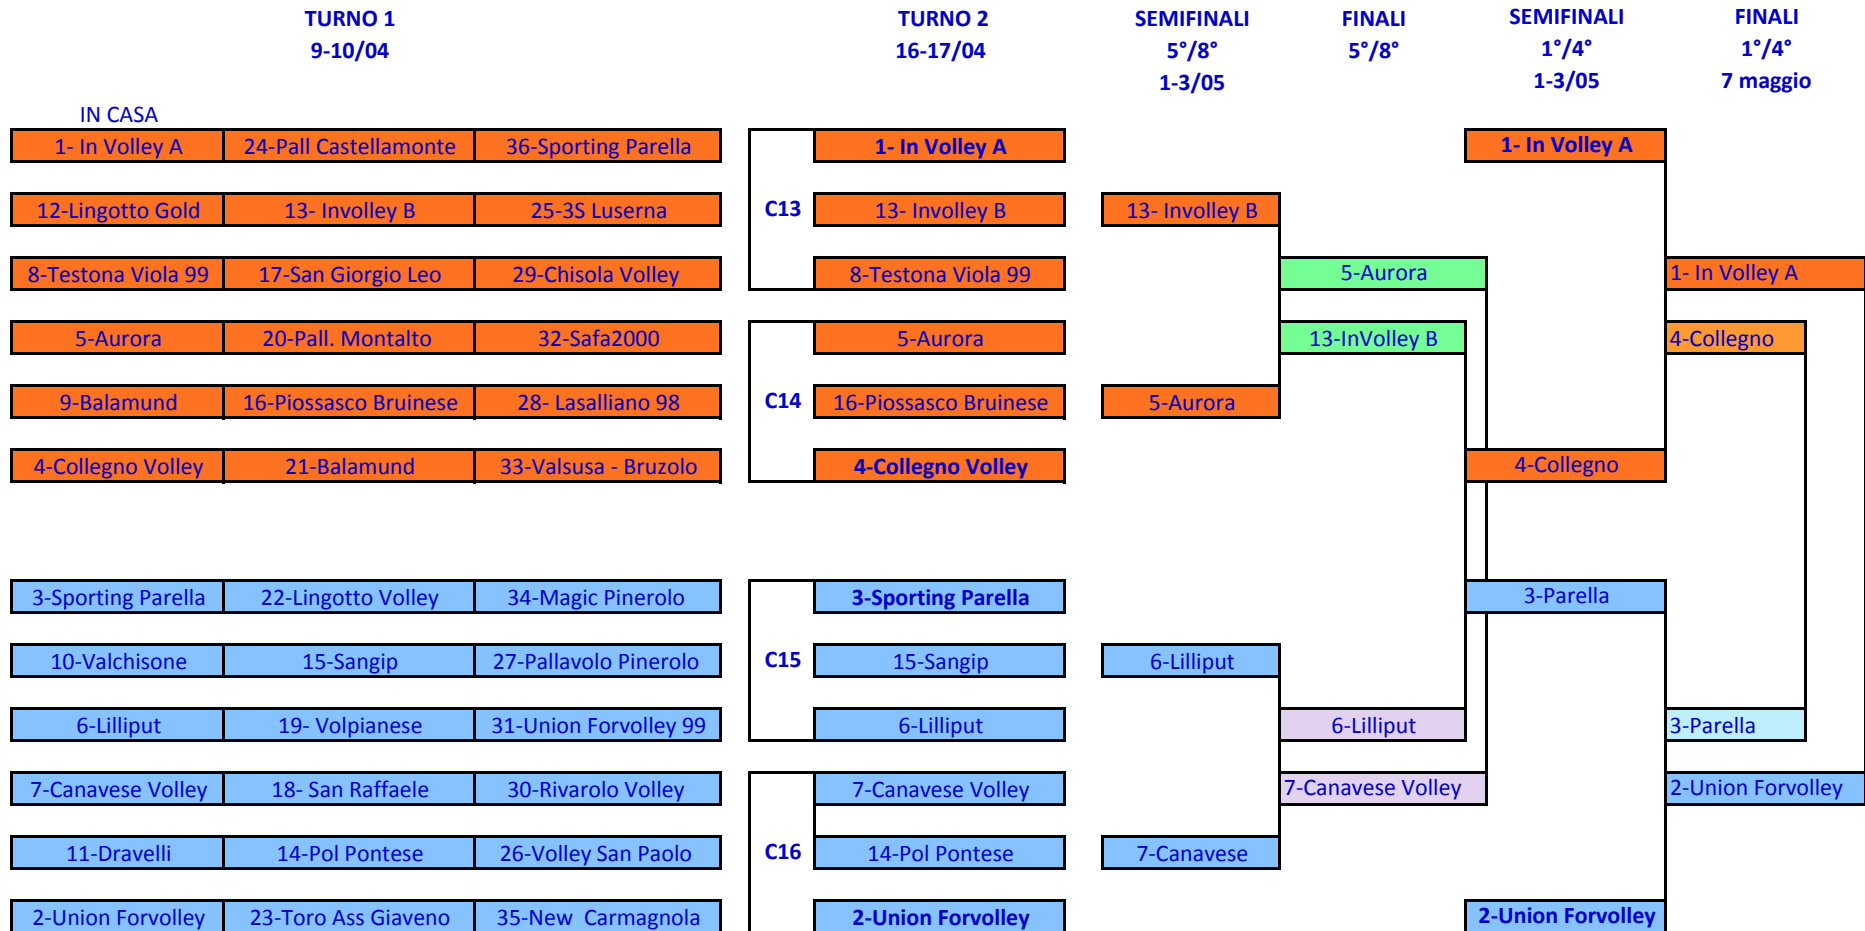 TURNO 1 TURNO 2 SEMIFINALI FINALI SEMIFINALI FINALI
9-10/04 16-17/04 5°/8° 5°/8° 1°/4° 1°/4°
1-3/05 1-3/05 7 maggio
IN CASA
1- In Volley A 24-Pall Castellamonte 36-Sporting Parella 1- In Volley A 1- In Volley A
12-Lingotto Gold 13- Involley B 25-3S Luserna C13 13- Involley B 13- Involley B
8-Testona Viola 99 17-San Giorgio Leo 29-Chisola Volley 8-Testona Viola 99 5-Aurora 1- In Volley A
5-Aurora 20-Pall. Montalto 32-Safa2000 5-Aurora 13-InVolley B 4-Collegno
9-Balamund 16-Piossasco Bruinese 28- Lasalliano 98 C14 16-Piossasco Bruinese 5-Aurora
4-Collegno Volley 21-Balamund 33-Valsusa - Bruzolo 4-Collegno Volley 4-Collegno
3-Sporting Parella 22-Lingotto Volley 34-Magic Pinerolo 3-Sporting Parella 3-Parella
10-Valchisone 15-Sangip 27-Pallavolo Pinerolo C15 15-Sangip 6-Lilliput
6-Lilliput 19- Volpianese 31-Union Forvolley 99 6-Lilliput 6-Lilliput 3-Parella
7-Canavese Volley 18- San Raffaele 30-Rivarolo Volley 7-Canavese Volley 7-Canavese Volley 2-Union Forvolley
11-Dravelli 14-Pol Pontese 26-Volley San Paolo C16 14-Pol Pontese 7-Canavese
2-Union Forvolley 23-Toro Ass Giaveno 35-New  Carmagnola 2-Union Forvolley 2-Union Forvolley